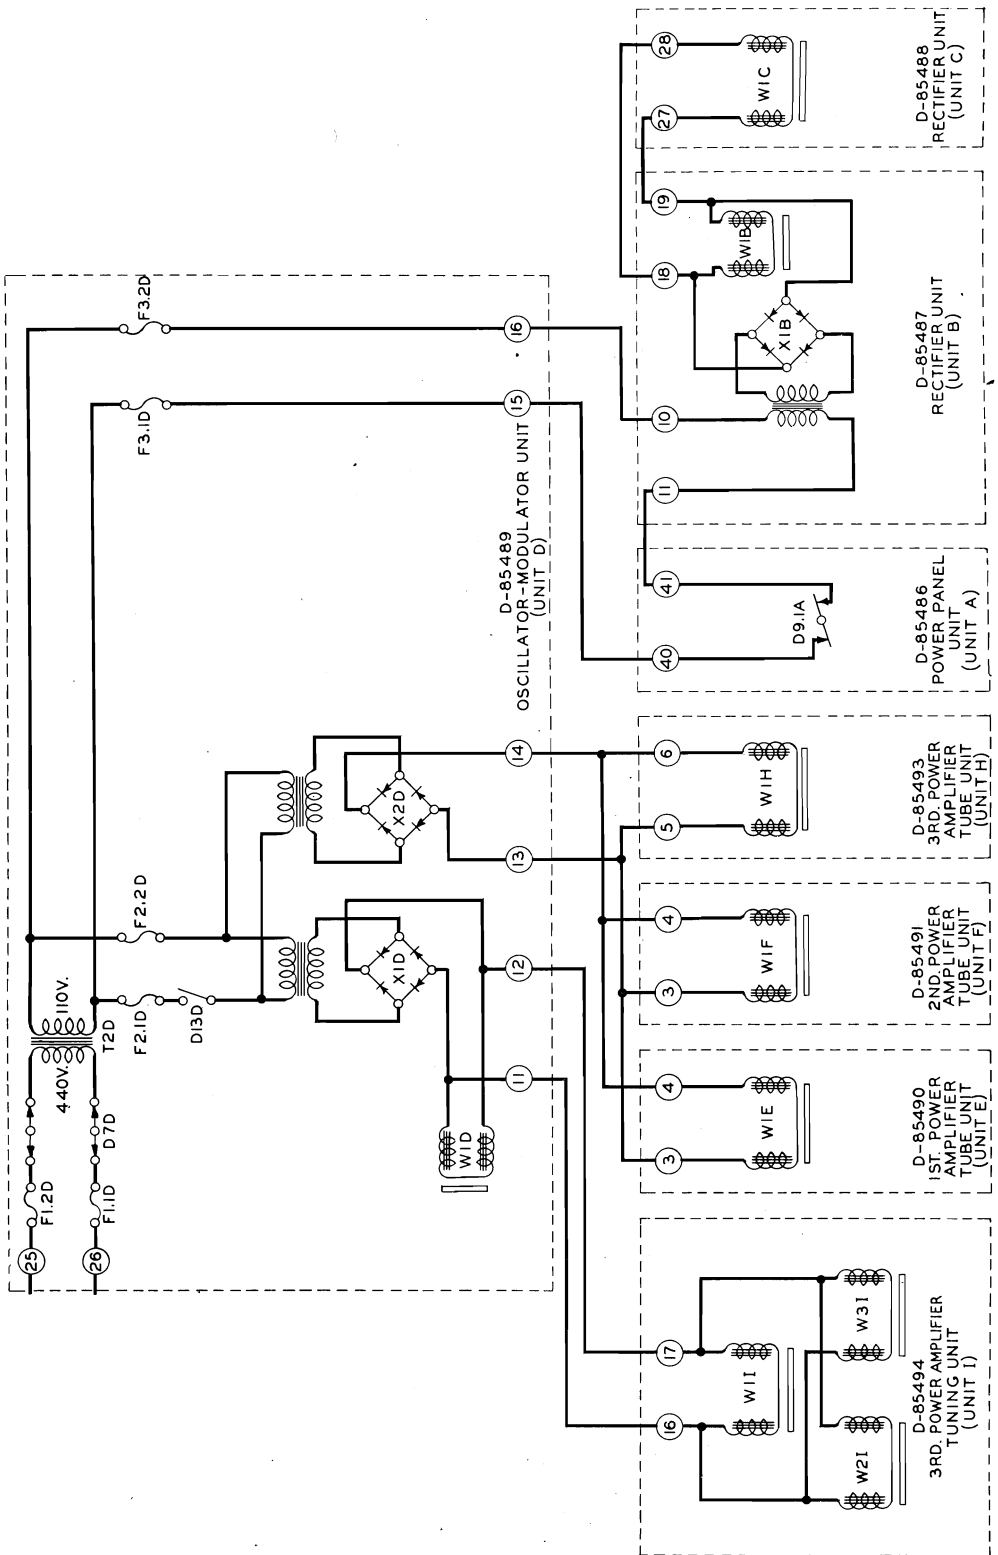 25
26
F1.2D
F1.1D
D7D
440V.
110V.
T2D
F2.1D
F2.2D
D13D
F3.1D
F3.2D
W1D
X1D
X2D
11
12
13
14
15
16
D-85489
OSCILLATOR-MODULATOR UNIT
(UNIT D)
16
17
W1I
W2I
W3I
D-85494
3RD. POWER AMPLIFIER
TUNING UNIT
(UNIT I)
3
4
W1E
D-85490
1ST. POWER
AMPLIFIER
TUBE UNIT
(UNIT E)
3
4
W1F
D-85491
2ND. POWER
AMPLIFIER
TUBE UNIT
(UNIT F)
5
6
W1H
D-85493
3RD. POWER
AMPLIFIER
TUBE UNIT
(UNIT H)
40
41
D9.1A
D-85486
POWER PANEL
UNIT
(UNIT A)
11
10
18
19
X1B
W1B
D-85487
RECTIFIER UNIT
(UNIT B)
27
28
W1C
D-85488
RECTIFIER UNIT
(UNIT C)